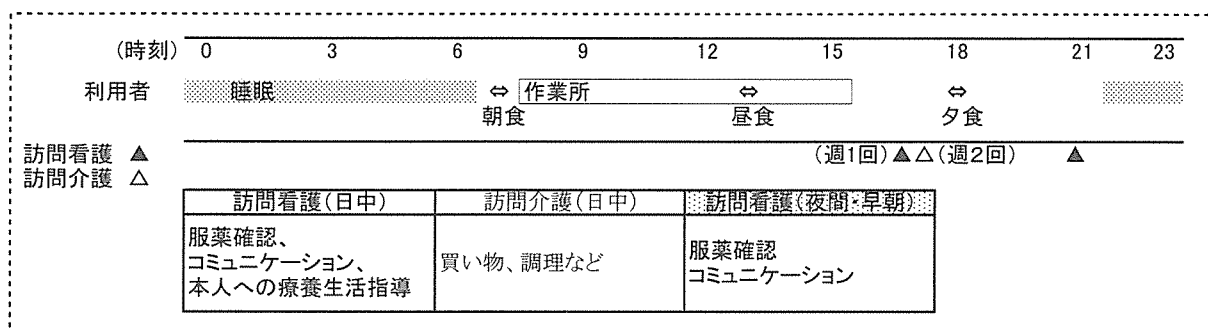 (時刻) 0 3 6 9 12 15 18 21 23
利用者 睡眠 ⇔ 作業所 ⇔ ⇔
朝食 昼食 夕食
訪問看護 ▲ (週1回)▲△(週2回) ▲
訪問介護 △
訪問看護(日中) 訪問介護(日中) 訪問看護(夜間・早朝)
服薬確認、
コミュニケーション、
本人への療養生活指導
買い物、調理など
服薬確認
コミュニケーション